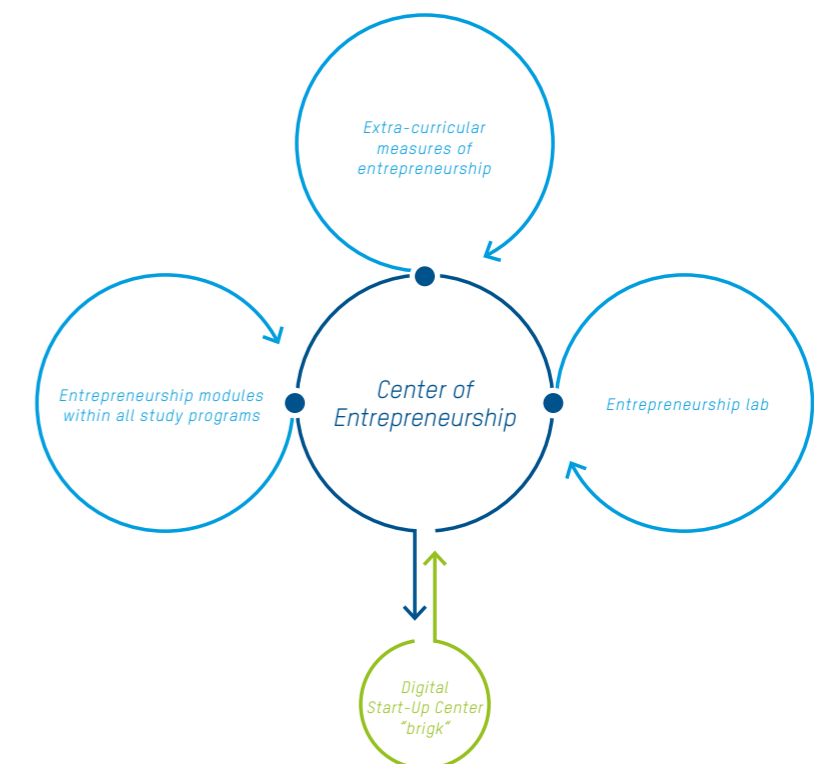 Extra-curricular
measures of
entrepreneurship
Entrepreneurship modules
within all study programs
Center of
Entrepreneurship
Entrepreneurship lab
Digital
Start-Up Center
“brigk“